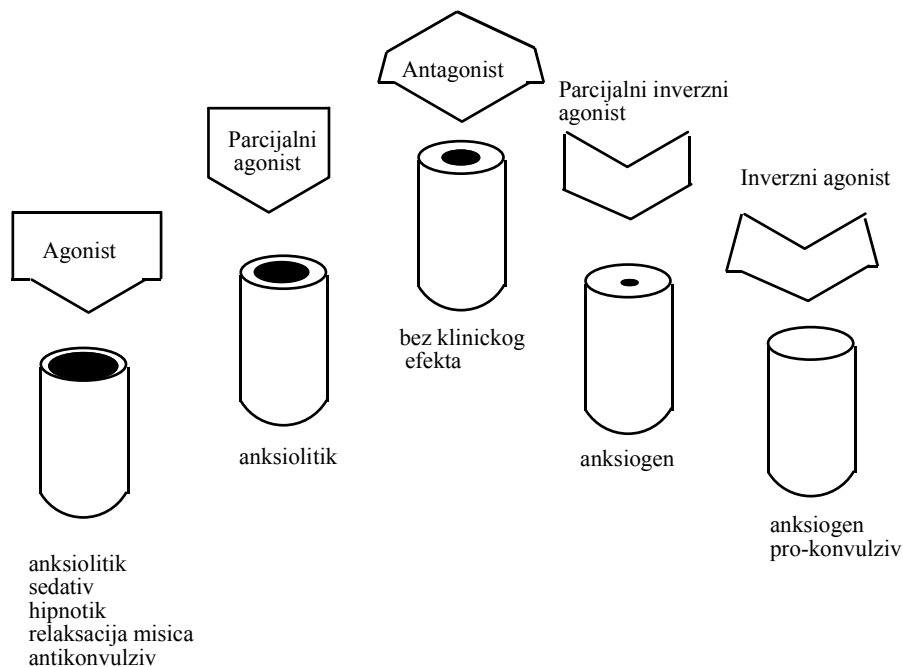 Agonist
anksiolitik
sedativ
hipnotik
relaksacija misica
antikonvulziv
Parcijalni
agonist
anksiolitik
Antagonist
bez klinickog
efekta
Parcijalni inverzni
agonist
anksiogen
Inverzni agonist
anksiogen
pro-konvulziv